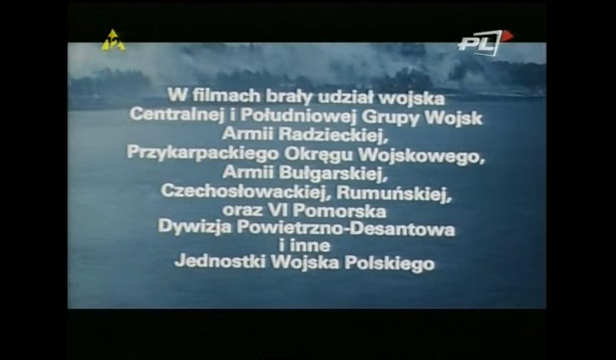 12
PL
W filmach brały udział wojska
Centralnej i Południowej Grupy Wojsk
Armii Radzieckiej,
Przykarpackiego Okręgu Wojskowego,
Armii Bułgarskiej,
Czechosłowackiej, Rumuńskiej,
oraz VI Pomorska
Dywizja Powietrzno-Desantowa
i inne
Jednostki Wojska Polskiego